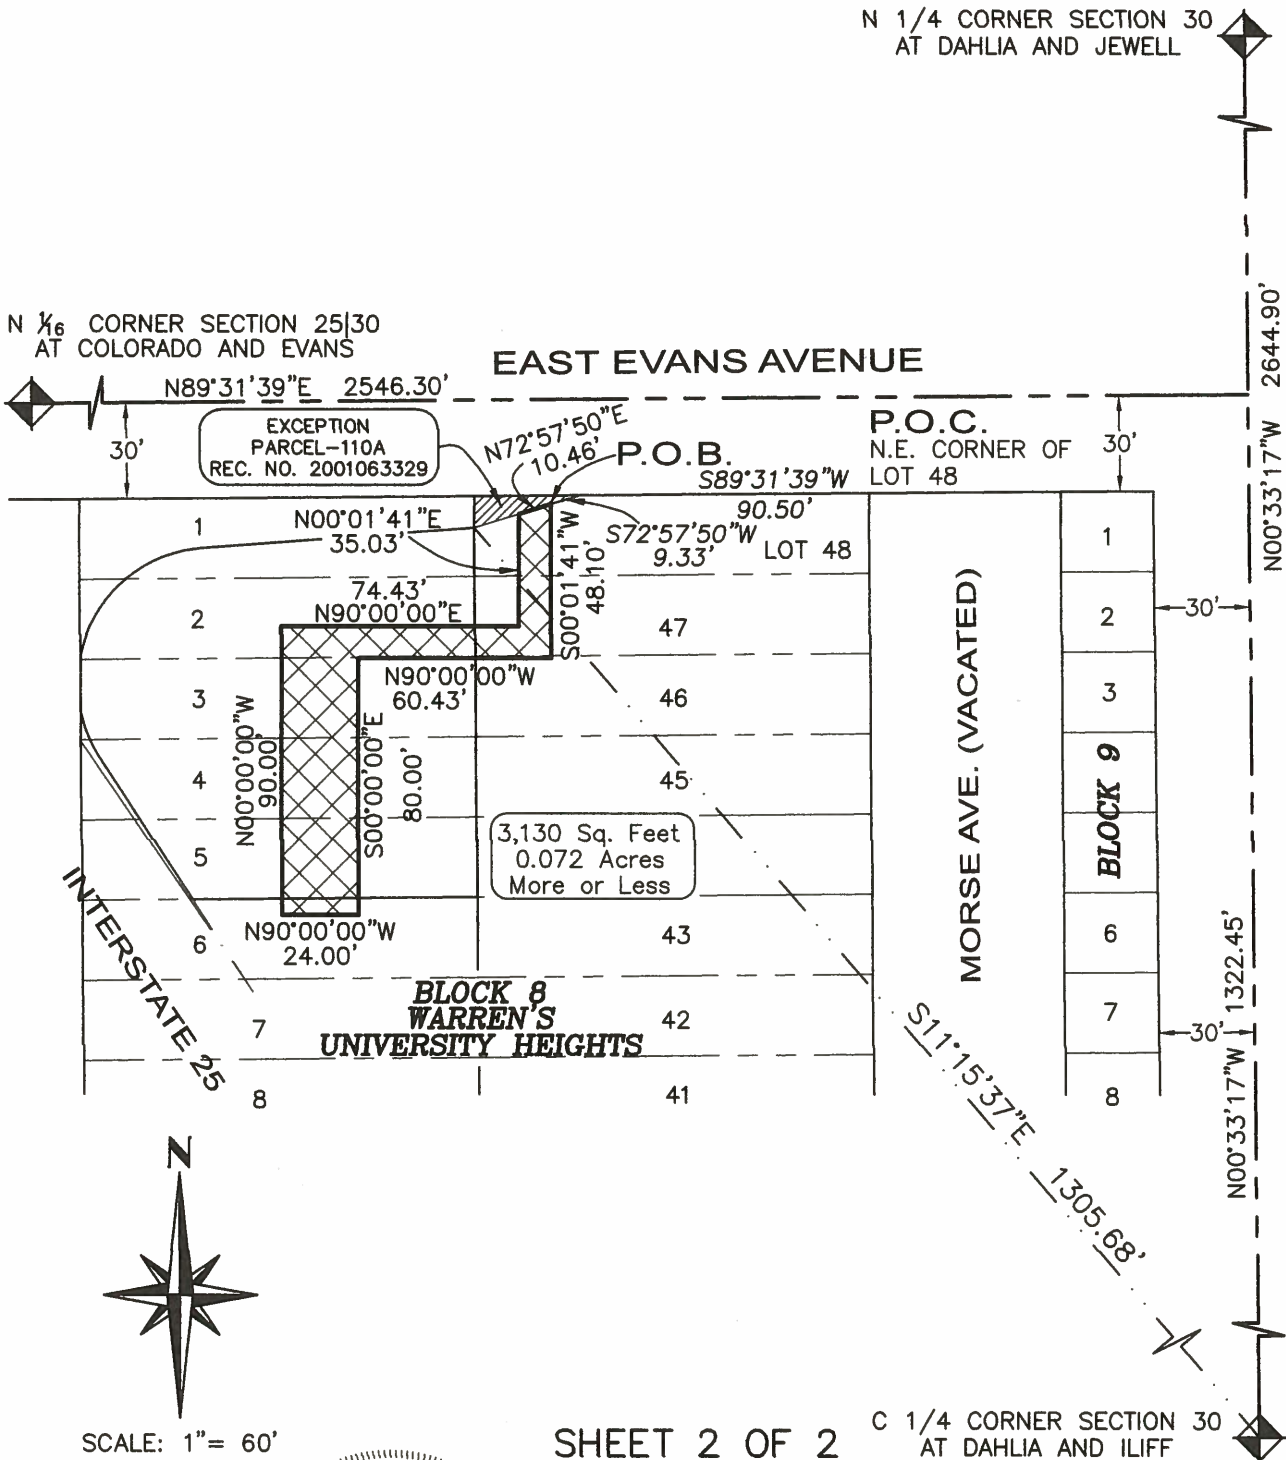 N 1/4 CORNER SECTION 30
AT DAHLIA AND JEWELL
2644.90'
N00°33'17"W
N 1/16 CORNER SECTION 25|30
AT COLORADO AND EVANS
EAST EVANS AVENUE
N89°31'39"E 2546.30'
30'
EXCEPTION
PARCEL-110A
REC. NO. 2001063329
N72°57'50"E
10.46'
P.O.B.
P.O.C.
N.E. CORNER OF
LOT 48
30'
S89°31'39"W
90.50'
S72°57'50"W
9.33'
LOT 48
N00°01'41"E
35.03'
S00°01'41"W
48.10'
74.43'
N90°00'00"E
N90°00'00"W
60.43'
N00°00'00"W
90.00'
S00°00'00"E
80.00'
N90°00'00"W
24.00'
1
2
3
4
5
6
7
8
47
46
45
43
42
41
3,130 Sq. Feet
0.072 Acres
More or Less
INTERSTATE 25
BLOCK 8
WARREN'S
UNIVERSITY HEIGHTS
MORSE AVE. (VACATED)
1
2
3
BLOCK 9
6
7
8
30'
30'
N00°33'17"W 1322.45'
S11°15'37"E 1305.68'
N
SCALE: 1"= 60'
SHEET 2 OF 2
C 1/4 CORNER SECTION 30
AT DAHLIA AND ILIFF